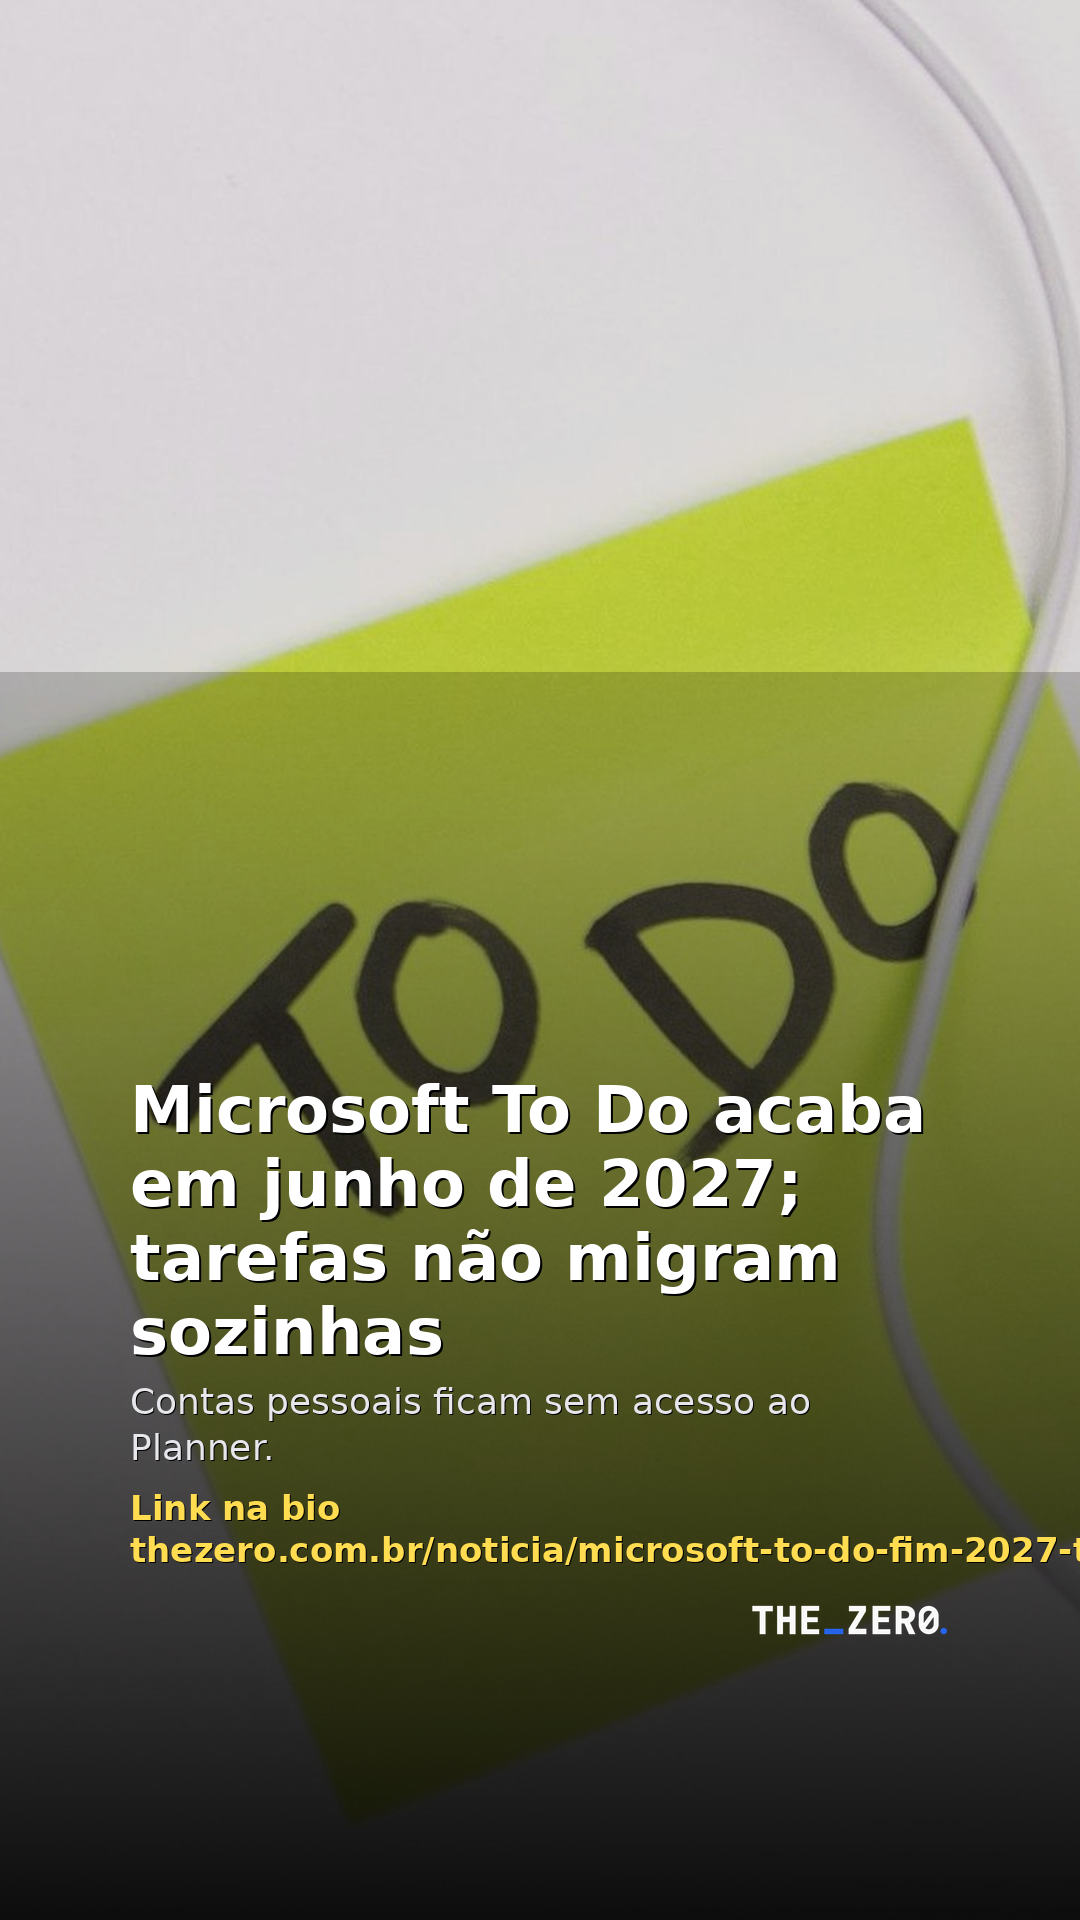 TO DO
Microsoft To Do acaba
em junho de 2027;
tarefas não migram
sozinhas
Contas pessoais ficam sem acesso ao
Planner.
Link na bio
thezero.com.br/noticia/microsoft-to-do-fim-2027-t
THE_ZERO.